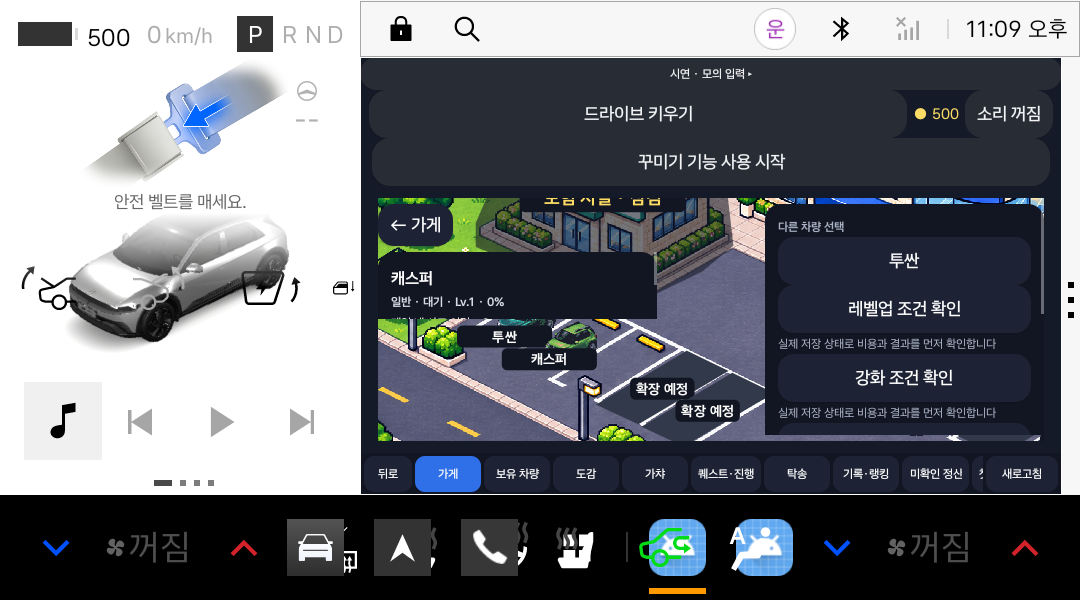 500 0 km/h P R N D
운 11:09 오후
시연 · 모의 입력 ▸
드라이브 키우기 500 소리 꺼짐
꾸미기 기능 사용 시작
안전 벨트를 매세요.
← 가게
캐스퍼
일반 · 대기 · Lv.1 · 0%
투싼
캐스퍼
확장 예정
확장 예정
다른 차량 선택
투싼
레벨업 조건 확인
실제 저장 상태로 비용과 결과를 먼저 확인합니다
강화 조건 확인
실제 저장 상태로 비용과 결과를 먼저 확인합니다
뒤로 가게 보유 차량 도감 가챠 퀘스트·진행 탁송 기록·랭킹 미확인 정산 새로고침
꺼짐 A 꺼짐